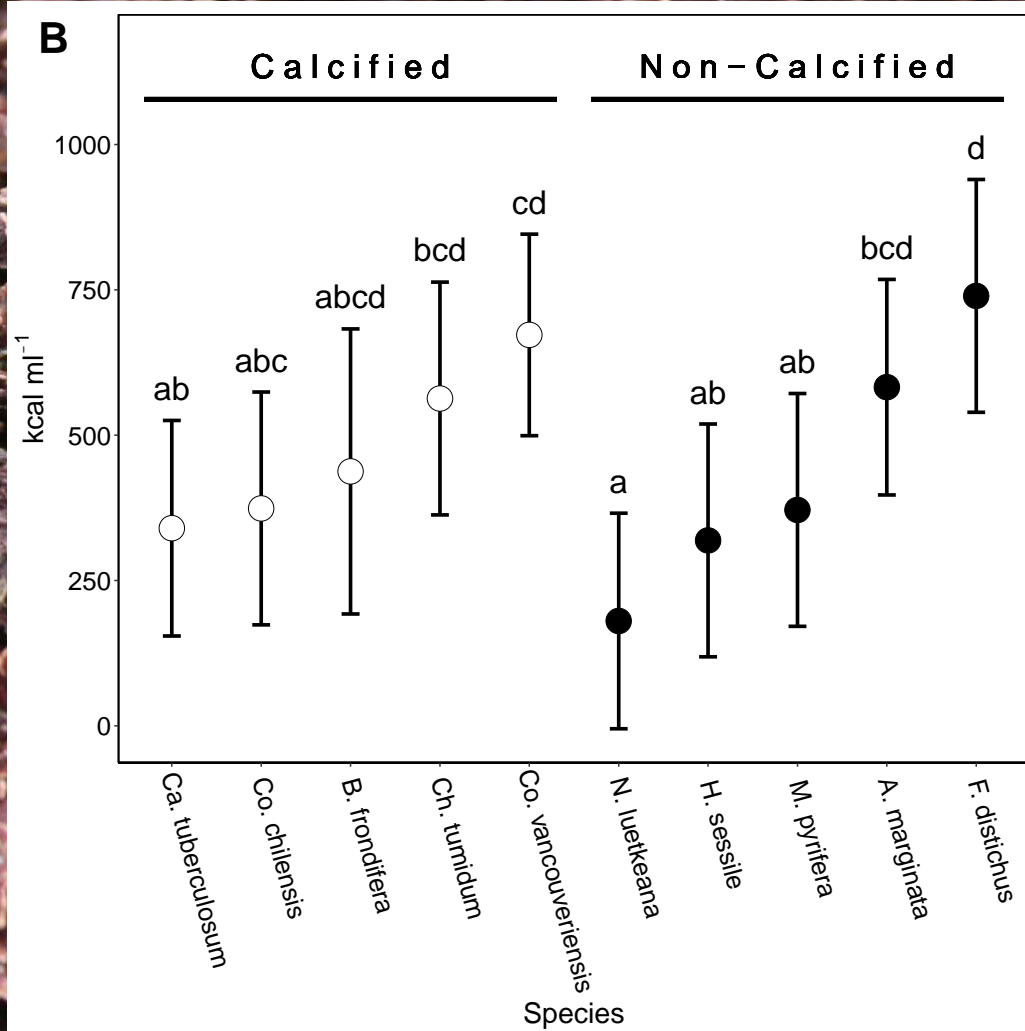 B
Calcified
Non-Calcified
kcal ml⁻¹
1000
750
500
250
0
ab
abc
abcd
bcd
cd
a
ab
ab
bcd
d
Ca. tuberculosum
Co. chilensis
B. frondifera
Ch. tumidum
Co. vancouveriensis
N. luetkeana
H. sessile
M. pyrifera
A. marginata
F. distichus
Species